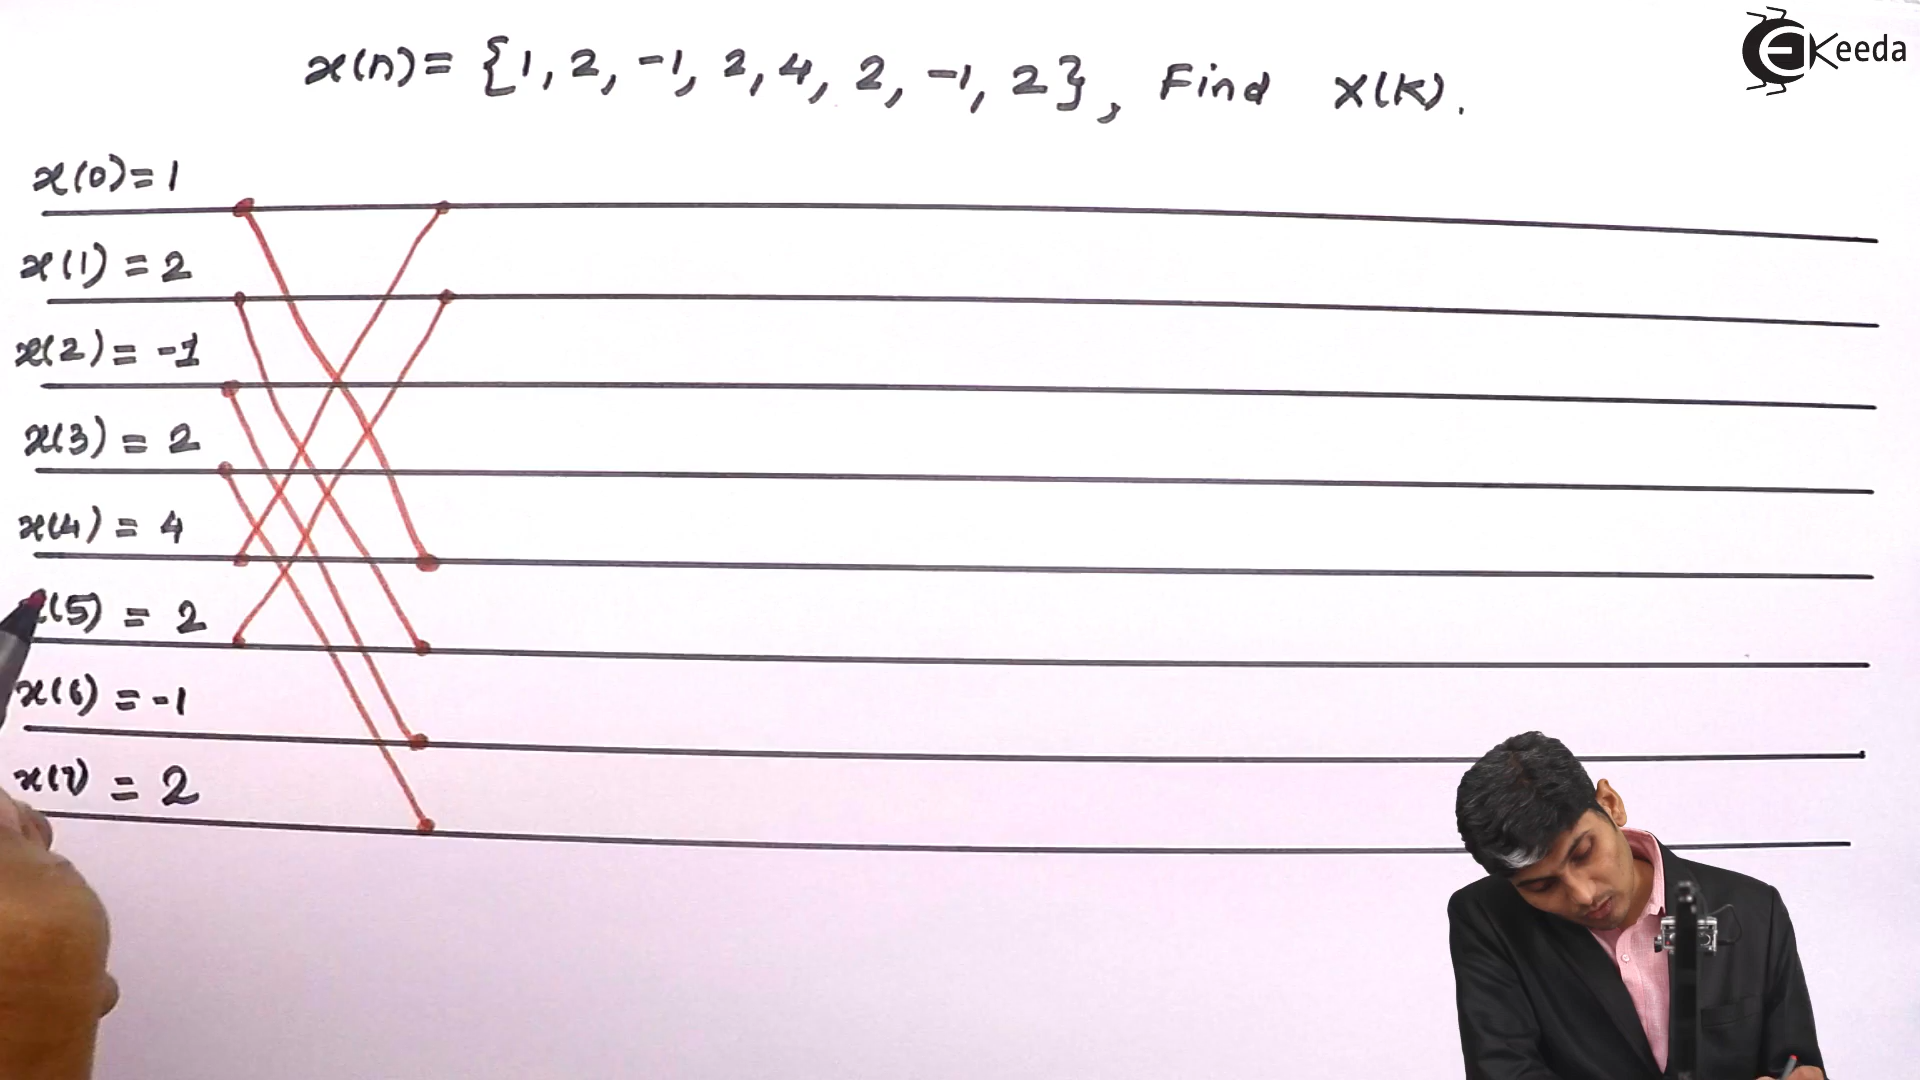 x(n) = {1, 2, -1, 2, 4, 2, -1, 2}, Find X(K).
EKeeda
x(0) = 1
x(1) = 2
x(2) = -1
x(3) = 2
x(4) = 4
x(5) = 2
x(6) = -1
x(7) = 2